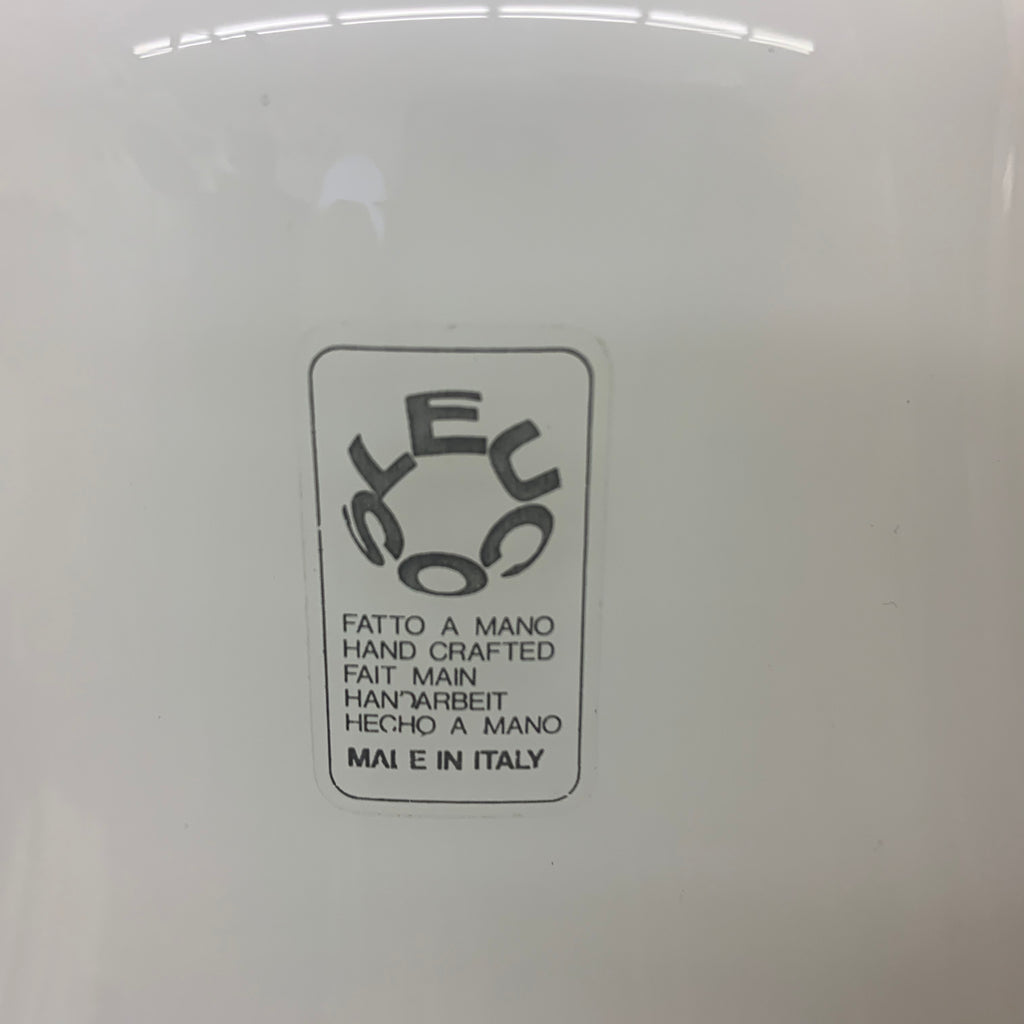 LEUCOS
FATTO A MANO
HAND CRAFTED
FAIT MAIN
HANDARBEIT
HECHO A MANO
MADE IN ITALY